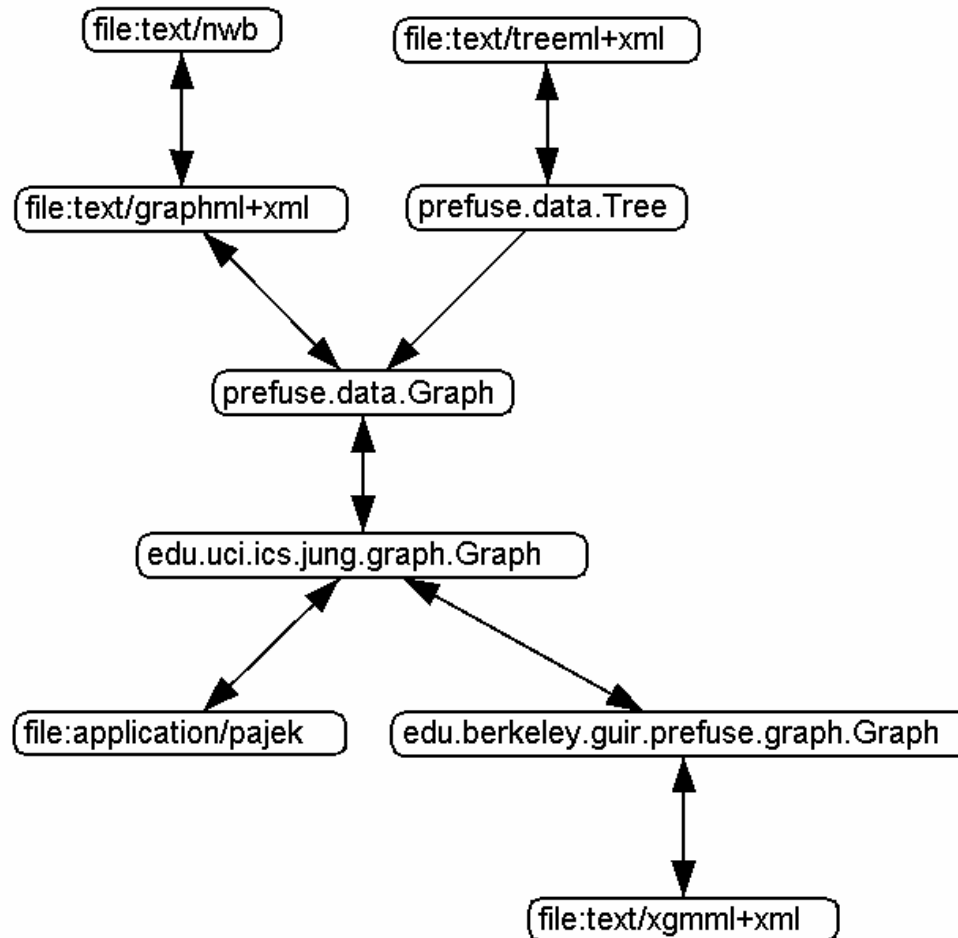 file:text/nwb
file:text/treeml+xml
file:text/graphml+xml
prefuse.data.Tree
prefuse.data.Graph
edu.uci.ics.jung.graph.Graph
file:application/pajek
edu.berkeley.guir.prefuse.graph.Graph
file:text/xgmml+xml